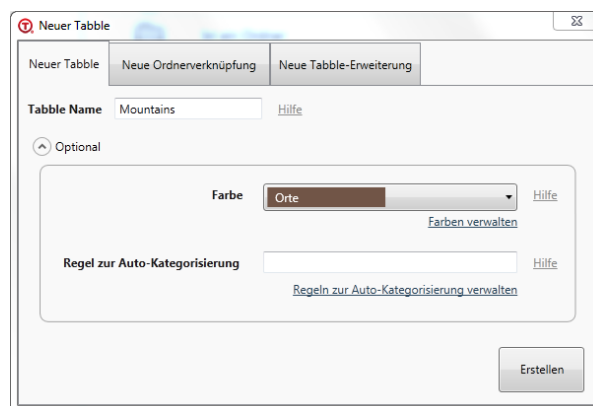 Neuer Tabble
Neuer Tabble Neue Ordnerverknüpfung Neue Tabble-Erweiterung
Tabble Name Mountains Hilfe
Optional
Farbe Orte Hilfe
Farben verwalten
Regel zur Auto-Kategorisierung Hilfe
Regeln zur Auto-Kategorisierung verwalten
Erstellen